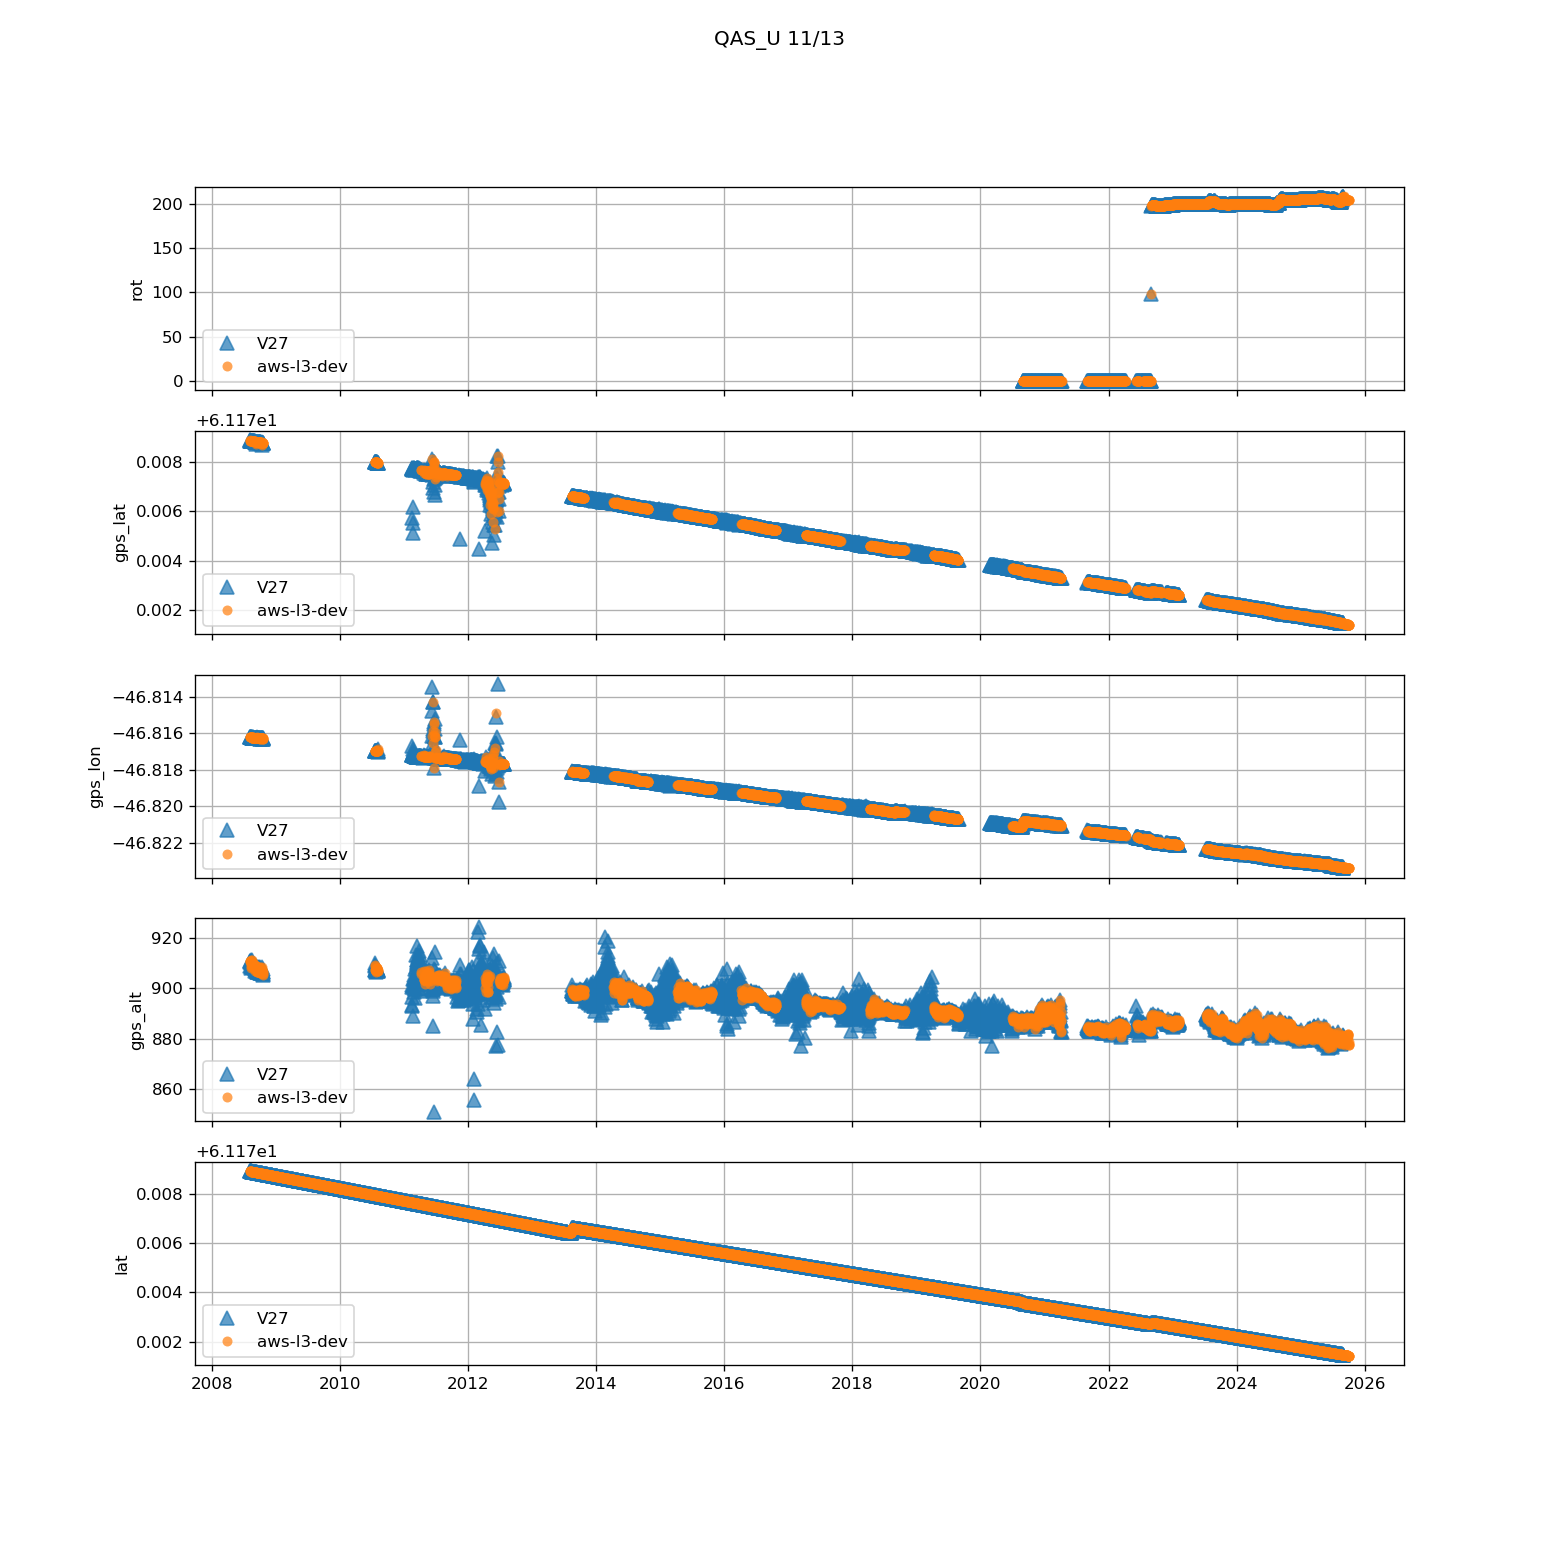 QAS_U 11/13
200
150
100
50
0
rot
V27
aws-l3-dev
+6.117e1
0.008
0.006
0.004
0.002
gps_lat
V27
aws-l3-dev
−46.814
−46.816
−46.818
−46.820
−46.822
gps_lon
V27
aws-l3-dev
920
900
880
860
gps_alt
V27
aws-l3-dev
+6.117e1
0.008
0.006
0.004
0.002
lat
V27
aws-l3-dev
2008 2010 2012 2014 2016 2018 2020 2022 2024 2026